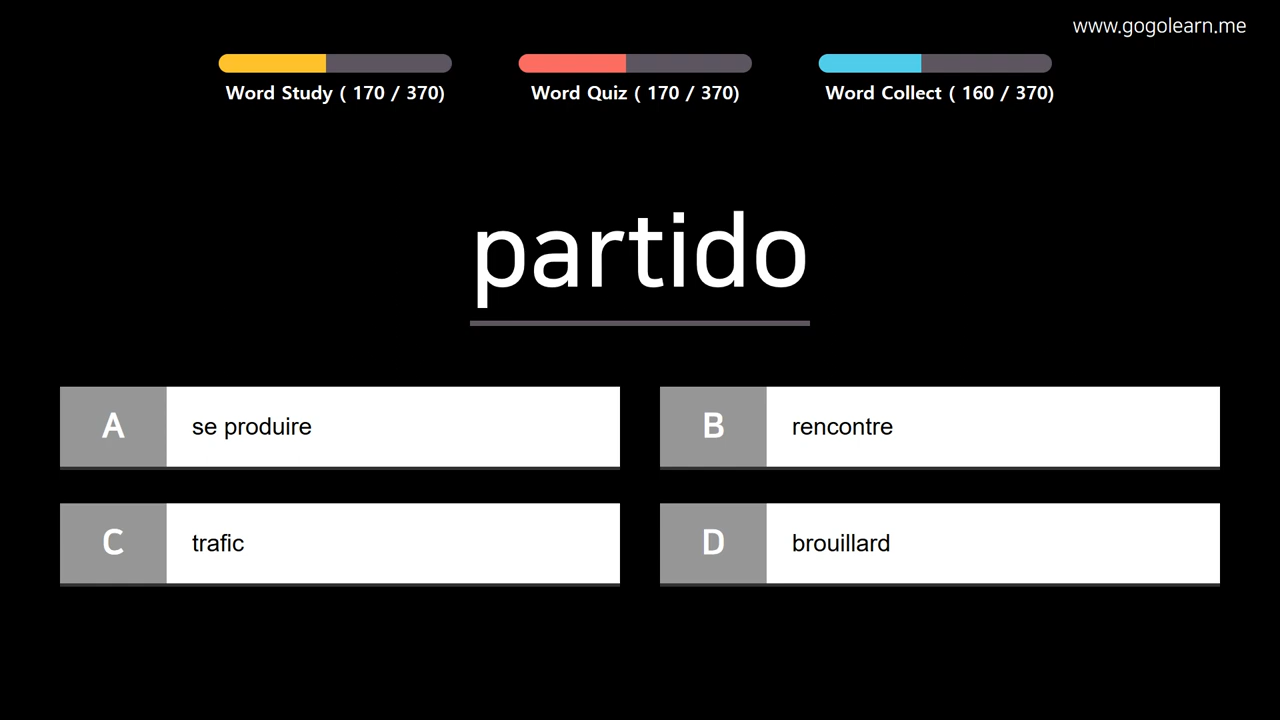 www.gogolearn.me
Word Study ( 170 / 370)
Word Quiz ( 170 / 370)
Word Collect ( 160 / 370)
partido
A se produire
B rencontre
C trafic
D brouillard